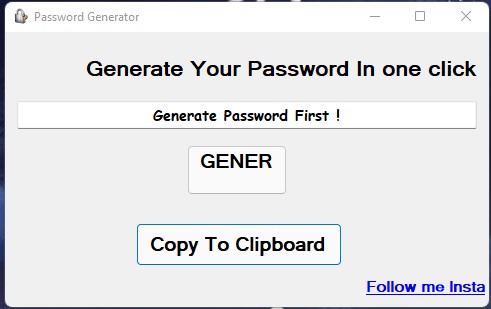 Password Generator
Generate Your Password In one click
Generate Password First !
GENER
Copy To Clipboard
Follow me Insta